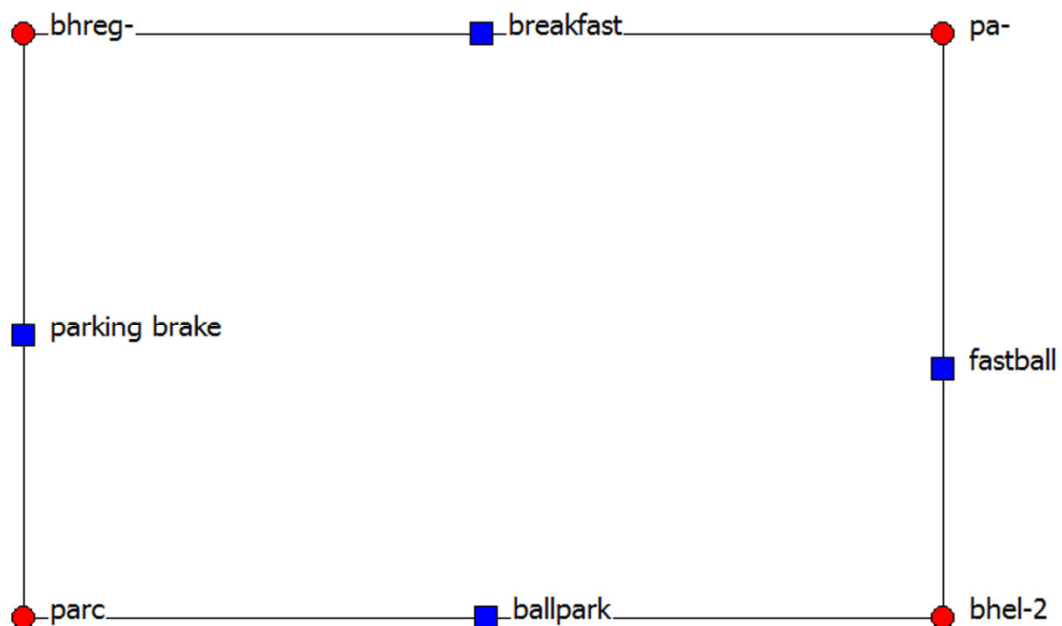 bhreg- breakfast pa-
parking brake
fastball
parc ballpark bhel-2